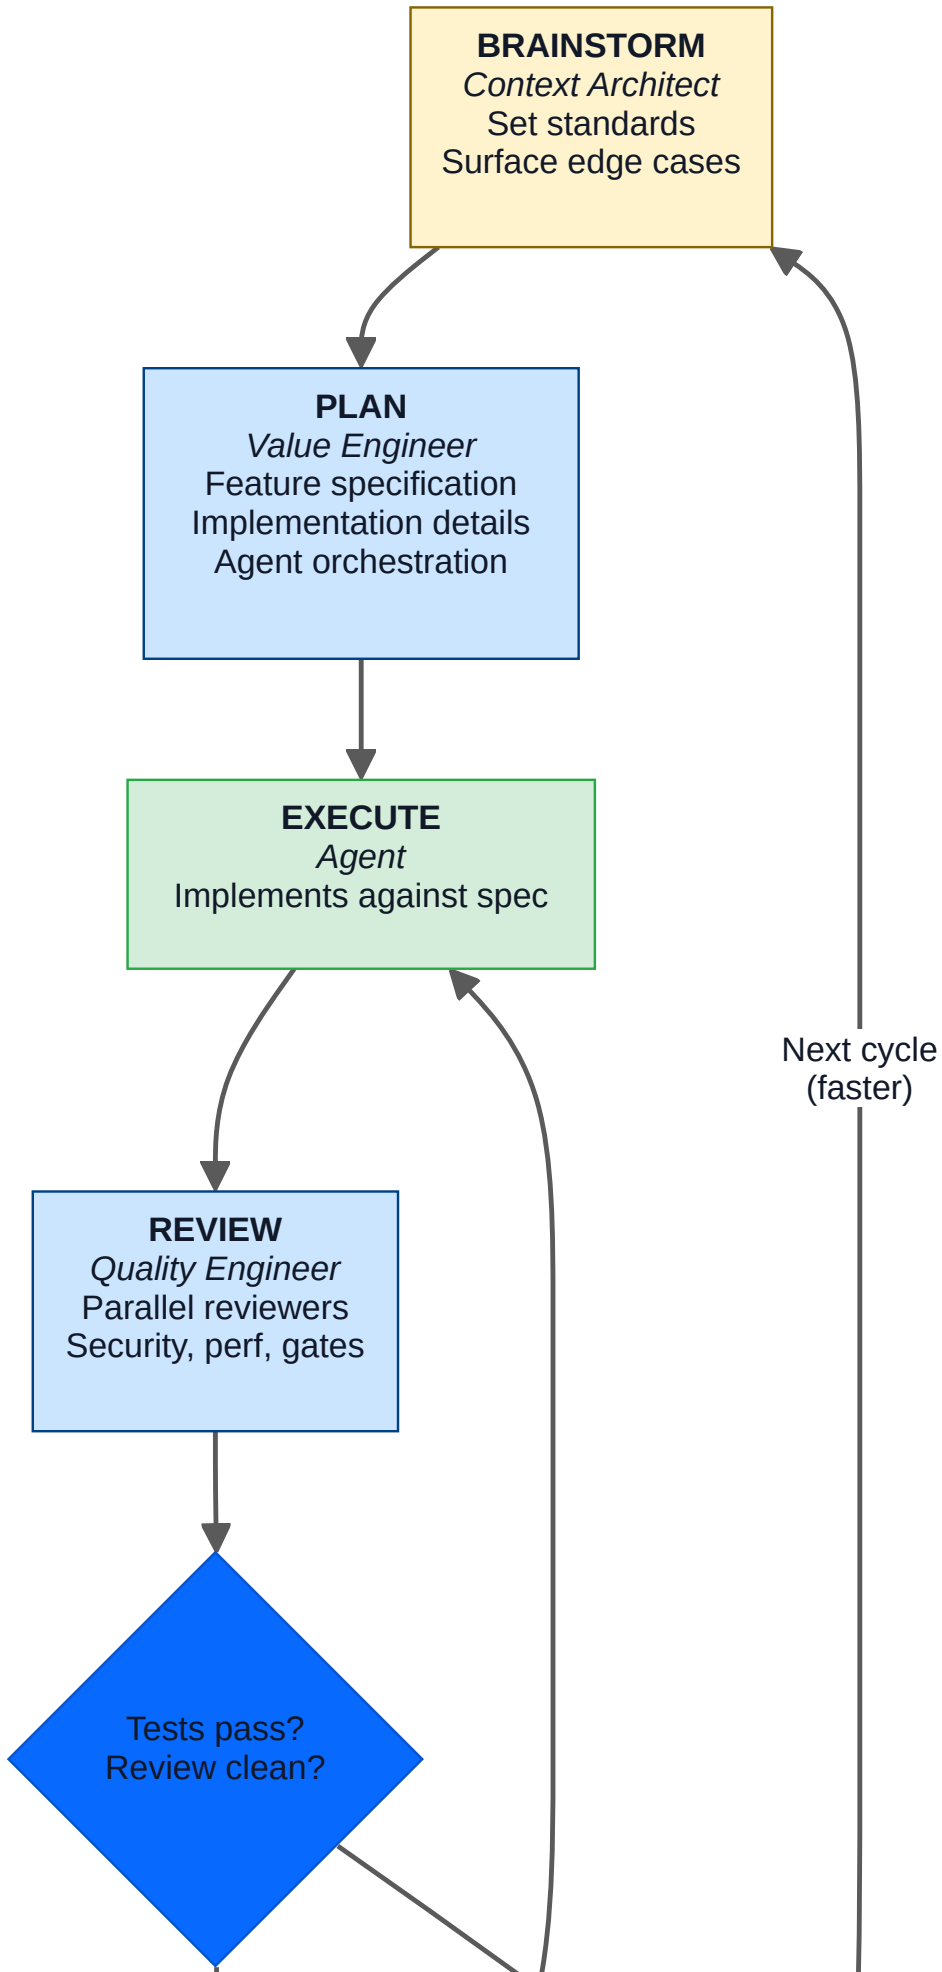 BRAINSTORM
Context Architect
Set standards
Surface edge cases
PLAN
Value Engineer
Feature specification
Implementation details
Agent orchestration
EXECUTE
Agent
Implements against spec
Next cycle
(faster)
REVIEW
Quality Engineer
Parallel reviewers
Security, perf, gates
Tests pass?
Review clean?